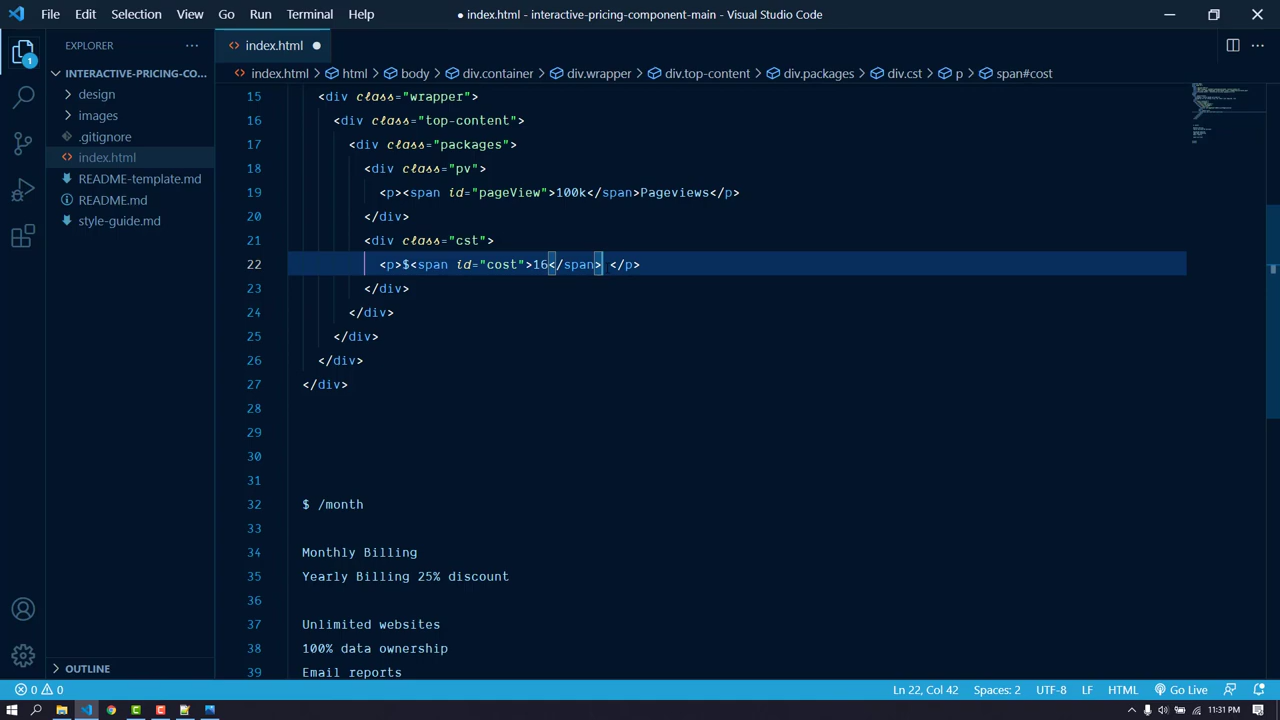 File Edit Selection View Go Run Terminal Help
● index.html - interactive-pricing-component-main - Visual Studio Code
EXPLORER ···
index.html ●
1
INTERACTIVE-PRICING-CO...
index.html > html > body > div.container > div.wrapper > div.top-content > div.packages > div.cst > p > span#cost
design
images
.gitignore
index.html
README-template.md
README.md
style-guide.md
15 <div class="wrapper">
16 <div class="top-content">
17 <div class="packages">
18 <div class="pv">
19 <p><span id="pageView">100k</span>Pageviews</p>
20 </div>
21 <div class="cst">
22 <p>$<span id="cost">16</span> </p>
23 </div>
24 </div>
25 </div>
26 </div>
27 </div>
28
29
30
31
32 $ /month
33
34 Monthly Billing
35 Yearly Billing 25% discount
36
37 Unlimited websites
38 100% data ownership
39 Email reports
OUTLINE
0 0
Ln 22, Col 42 Spaces: 2 UTF-8 LF HTML Go Live
11:31 PM